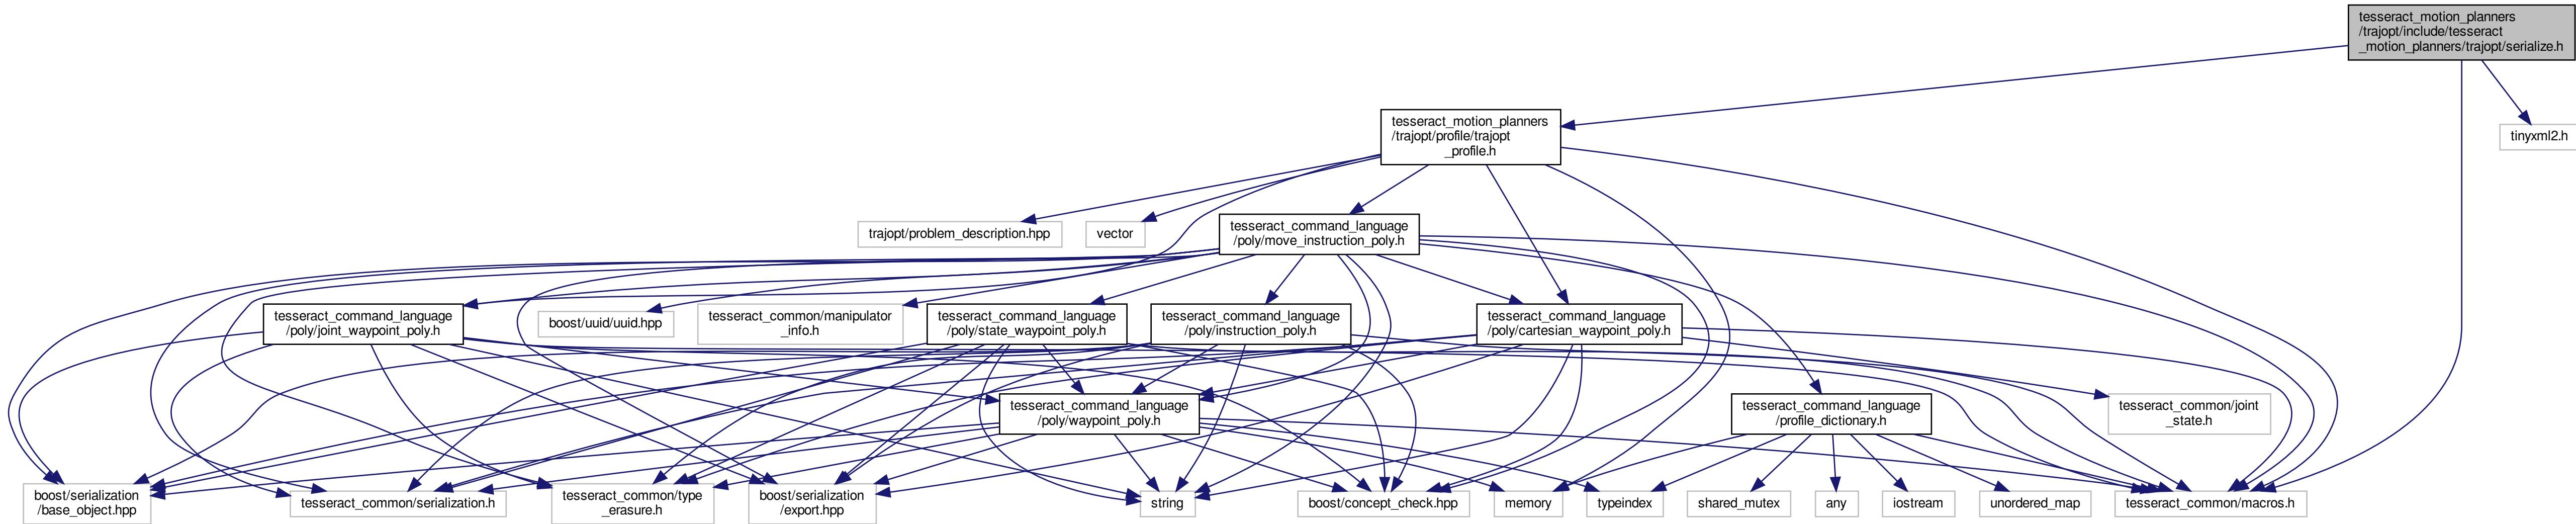 tesseract_motion_planners
/trajopt/include/tesseract
_motion_planners/trajopt/serialize.h
tesseract_motion_planners
/trajopt/profile/trajopt
_profile.h
tinyxml2.h
trajopt/problem_description.hpp
vector
tesseract_command_language
/poly/move_instruction_poly.h
tesseract_command_language
/poly/joint_waypoint_poly.h
boost/uuid/uuid.hpp
tesseract_common/manipulator
_info.h
tesseract_command_language
/poly/state_waypoint_poly.h
tesseract_command_language
/poly/instruction_poly.h
tesseract_command_language
/poly/cartesian_waypoint_poly.h
tesseract_command_language
/poly/waypoint_poly.h
tesseract_command_language
/profile_dictionary.h
tesseract_common/joint
_state.h
boost/serialization
/base_object.hpp
tesseract_common/serialization.h
tesseract_common/type
_erasure.h
boost/serialization
/export.hpp
string
boost/concept_check.hpp
memory
typeindex
shared_mutex
any
iostream
unordered_map
tesseract_common/macros.h